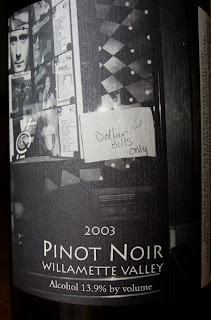 Dollar
Bills
only
2003
PINOT NOIR
WILLAMETTE VALLEY
Alcohol 13.9% by volume